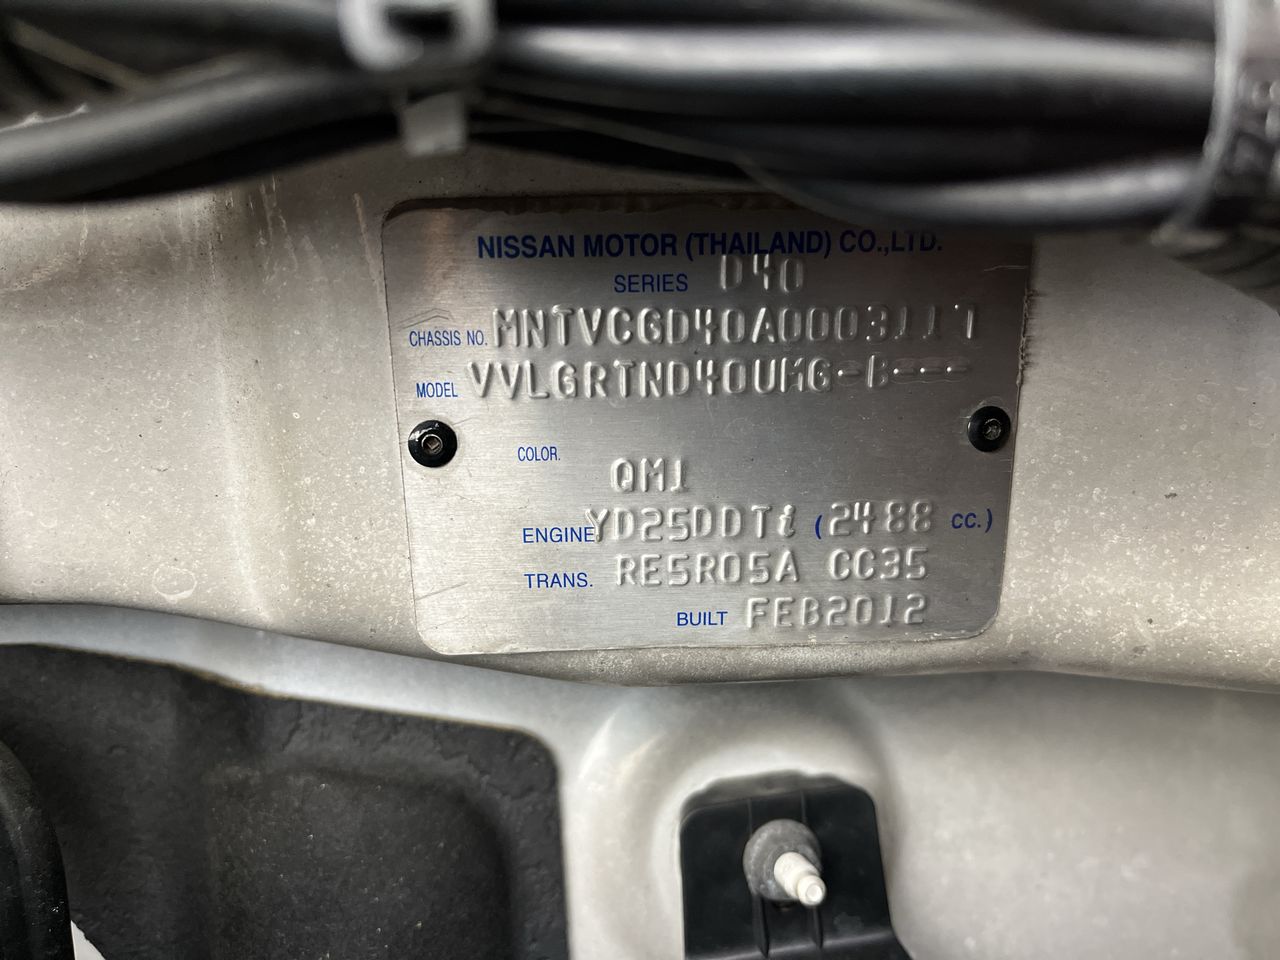 NISSAN MOTOR (THAILAND) CO.,LTD.
SERIES D40
CHASSIS NO. MNTVCGD40A0003117
MODEL VVLGRTND40UMG-B---
COLOR.
QM1
ENGINE YD25DDTi (2488 CC.)
TRANS. RE5R05A CC35
BUILT FEB2012